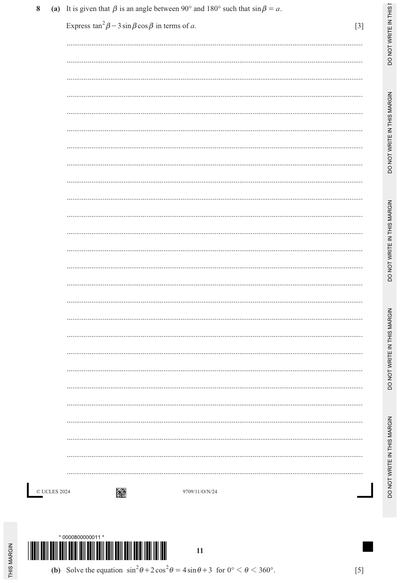 8 (a) It is given that β is an angle between 90° and 180° such that sin β = a.
Express tan²β − 3 sin β cos β in terms of a. [3]
DO NOT WRITE IN THIS MARGIN
DO NOT WRITE IN THIS MARGIN
DO NOT WRITE IN THIS MARGIN
DO NOT WRITE IN THIS MARGIN
DO NOT WRITE IN THIS MARGIN
© UCLES 2024 9709/11/O/N/24
THIS MARGIN
* 0000800000011 *
11
(b) Solve the equation sin²θ + 2 cos²θ = 4 sin θ + 3 for 0° < θ < 360°. [5]